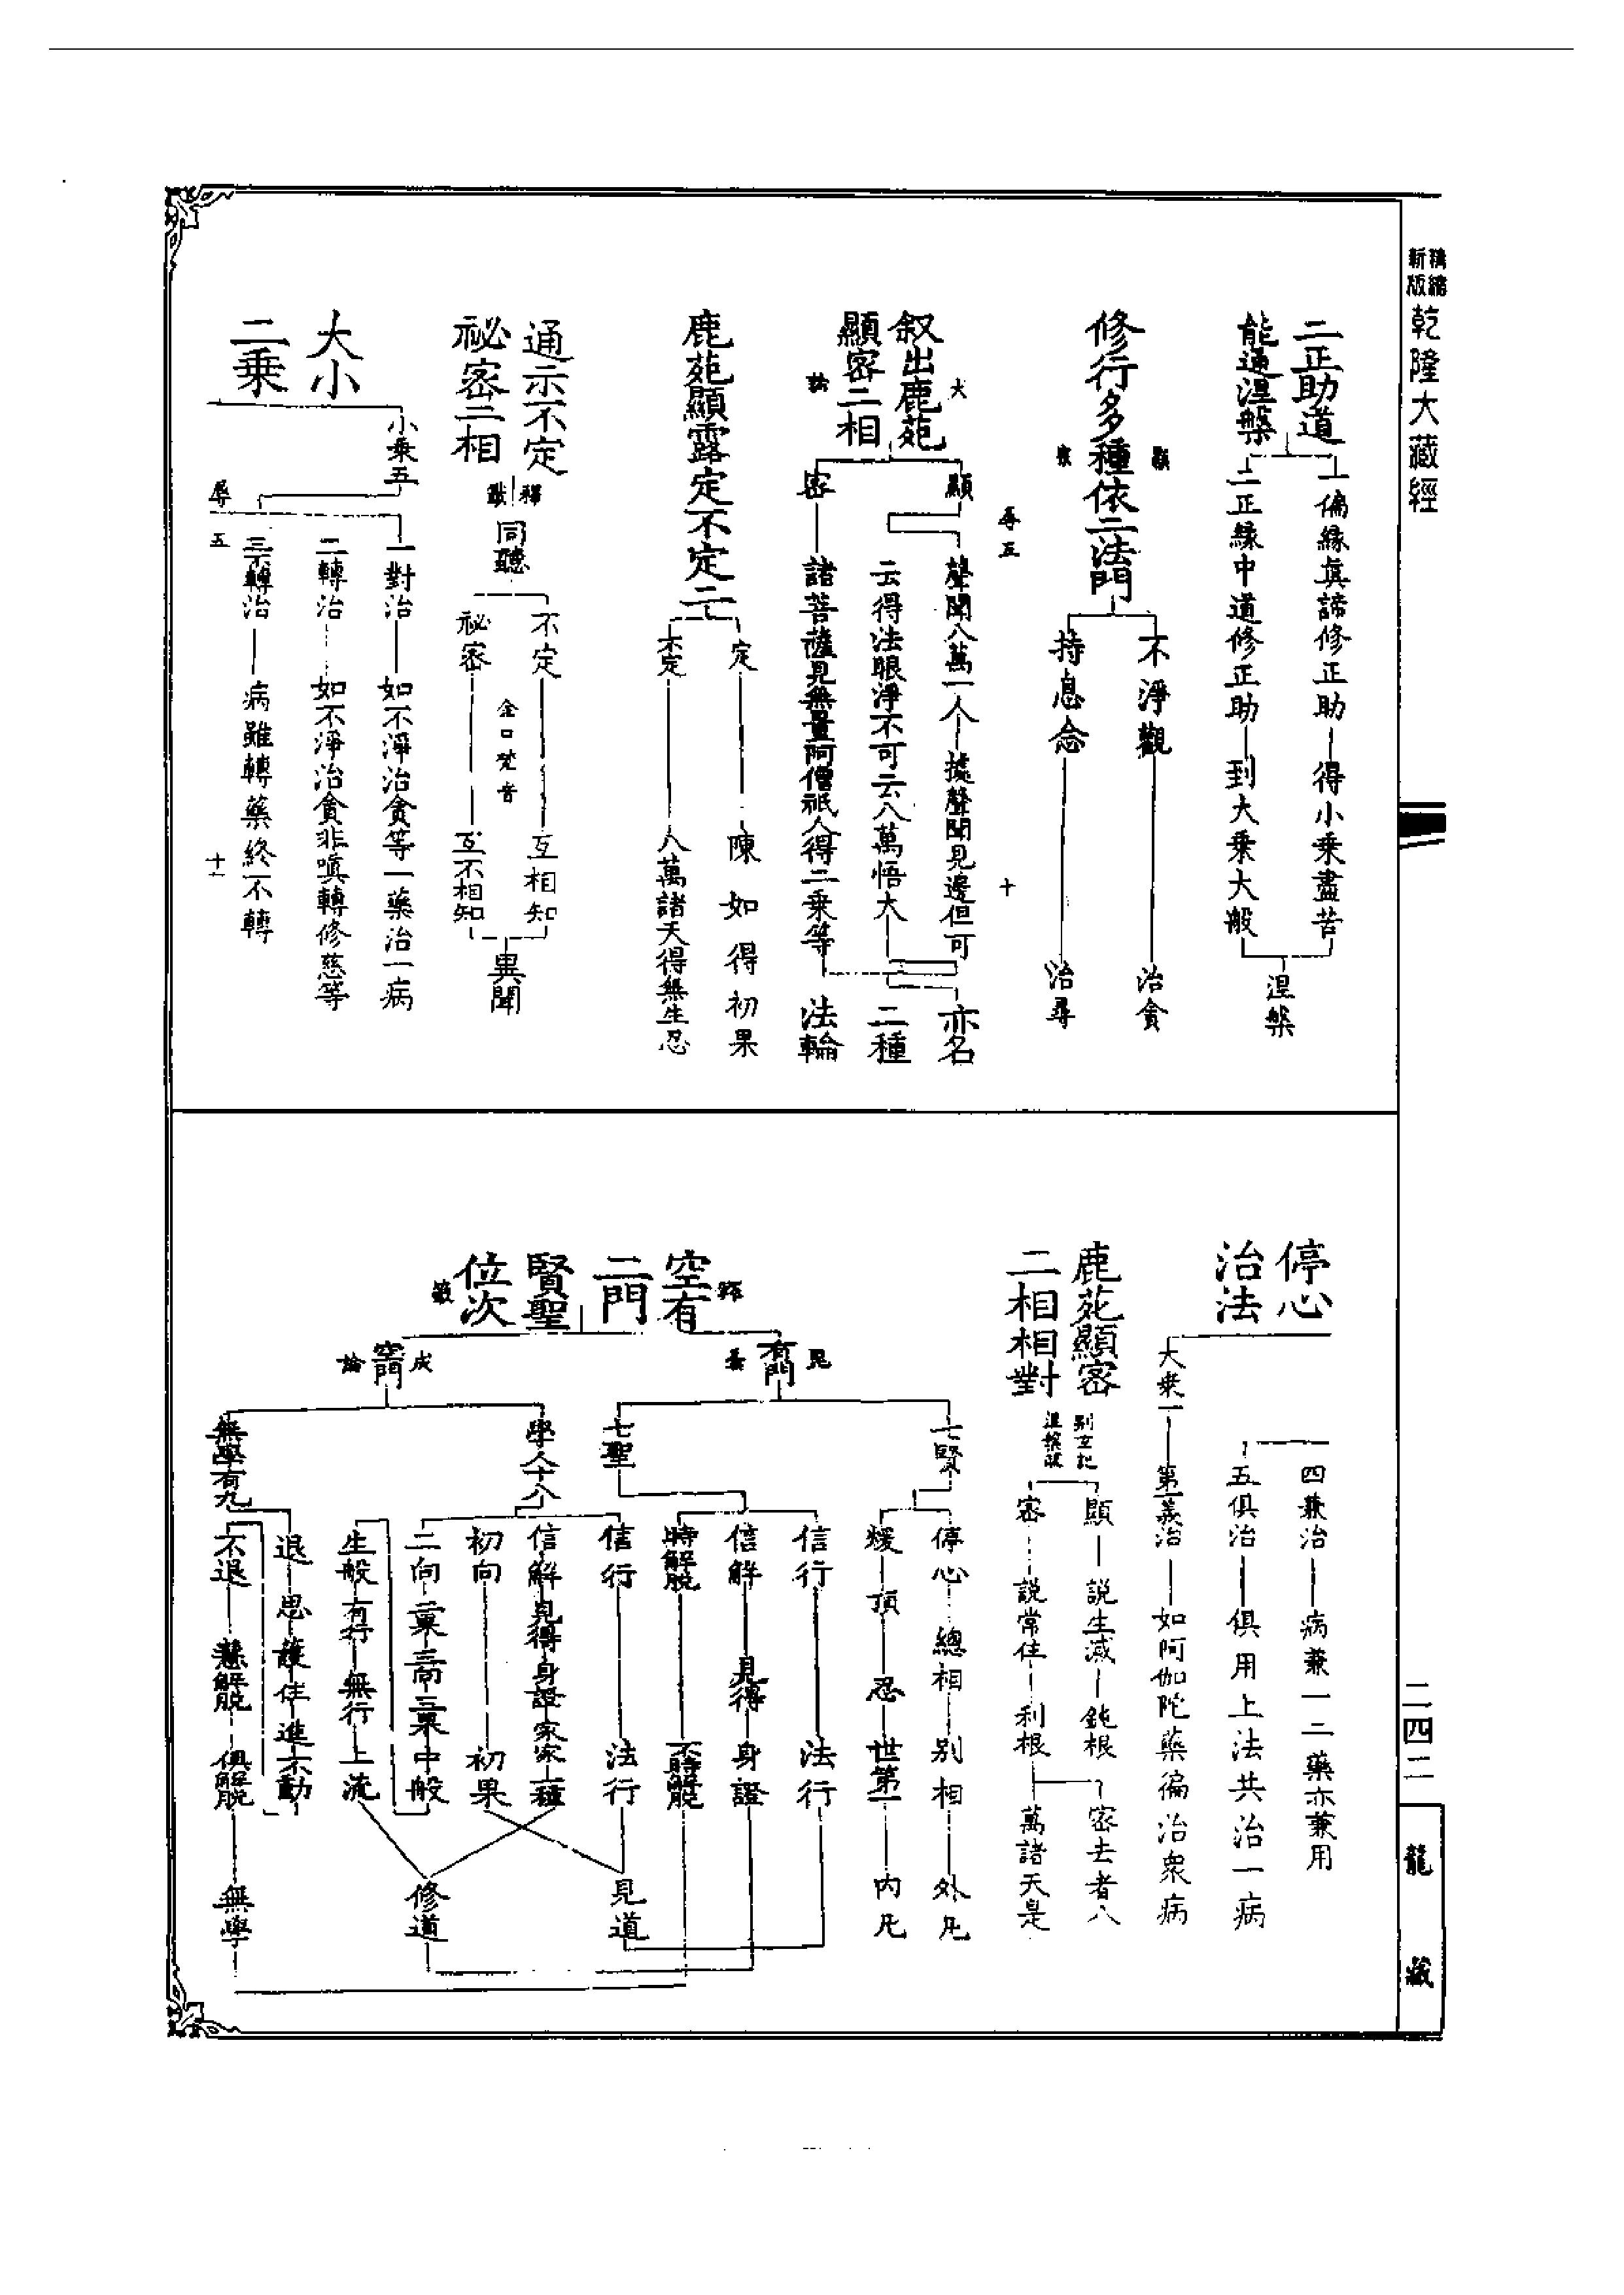 精縮
新版
乾隆大藏經
二正助道
能通涅槃
一偏緣真諦修正助
得小乘盡苦
二正緣中道修正助
到大乘大般
涅槃
修行多種依二法門
不淨觀
治貪
持息念
治尋
叙出鹿苑
顯密二相
大
論
顯
聲聞八萬一人
據聲聞見邊但可
云得法眼淨不可云八萬悟大
密
諸菩薩見無量阿僧祇人得二乘等
亦名
二種
法輪
十
鹿苑顯露定不定二
定
陳如得初果
不定
八萬諸天得無生忍
通示不定
祕密二相
釋
籤
同聽
不定
互相知
金口梵音
祕密
互不相知
異聞
大小
二乘
小乘五
一對治
如不淨治貪等一藥治一病
二轉治
如不淨治貪非嗔轉修慈等
三不轉治
病雖轉藥終不轉
十一
停心
治法
四兼治
病兼一二藥亦兼用
五俱治
俱用上法共治一病
大乘一
第一義治
如阿伽陀藥徧治衆病
鹿苑顯密
二相相對
顯
說生滅
鈍根
密
說常住
利根
密去者八
萬諸天是
空有
二門
賢聖
位次
釋
籤
有門
七賢
停心
總相
別相
外凡
煖
頂
忍
世第一
內凡
七聖
信行
法行
信解
見得
身證
時解脫
不時解脫
成
論
空門
學人十八
信行
法行
見道
信解
見得
身證
家家
一種
初向
初果
二向
二果
三向
三果
中般
生般
有行
無行
上流
修道
無學有九
退
思
護
住
進
不動
不退
慧解脫
俱解脫
無學
二四二
龍
藏